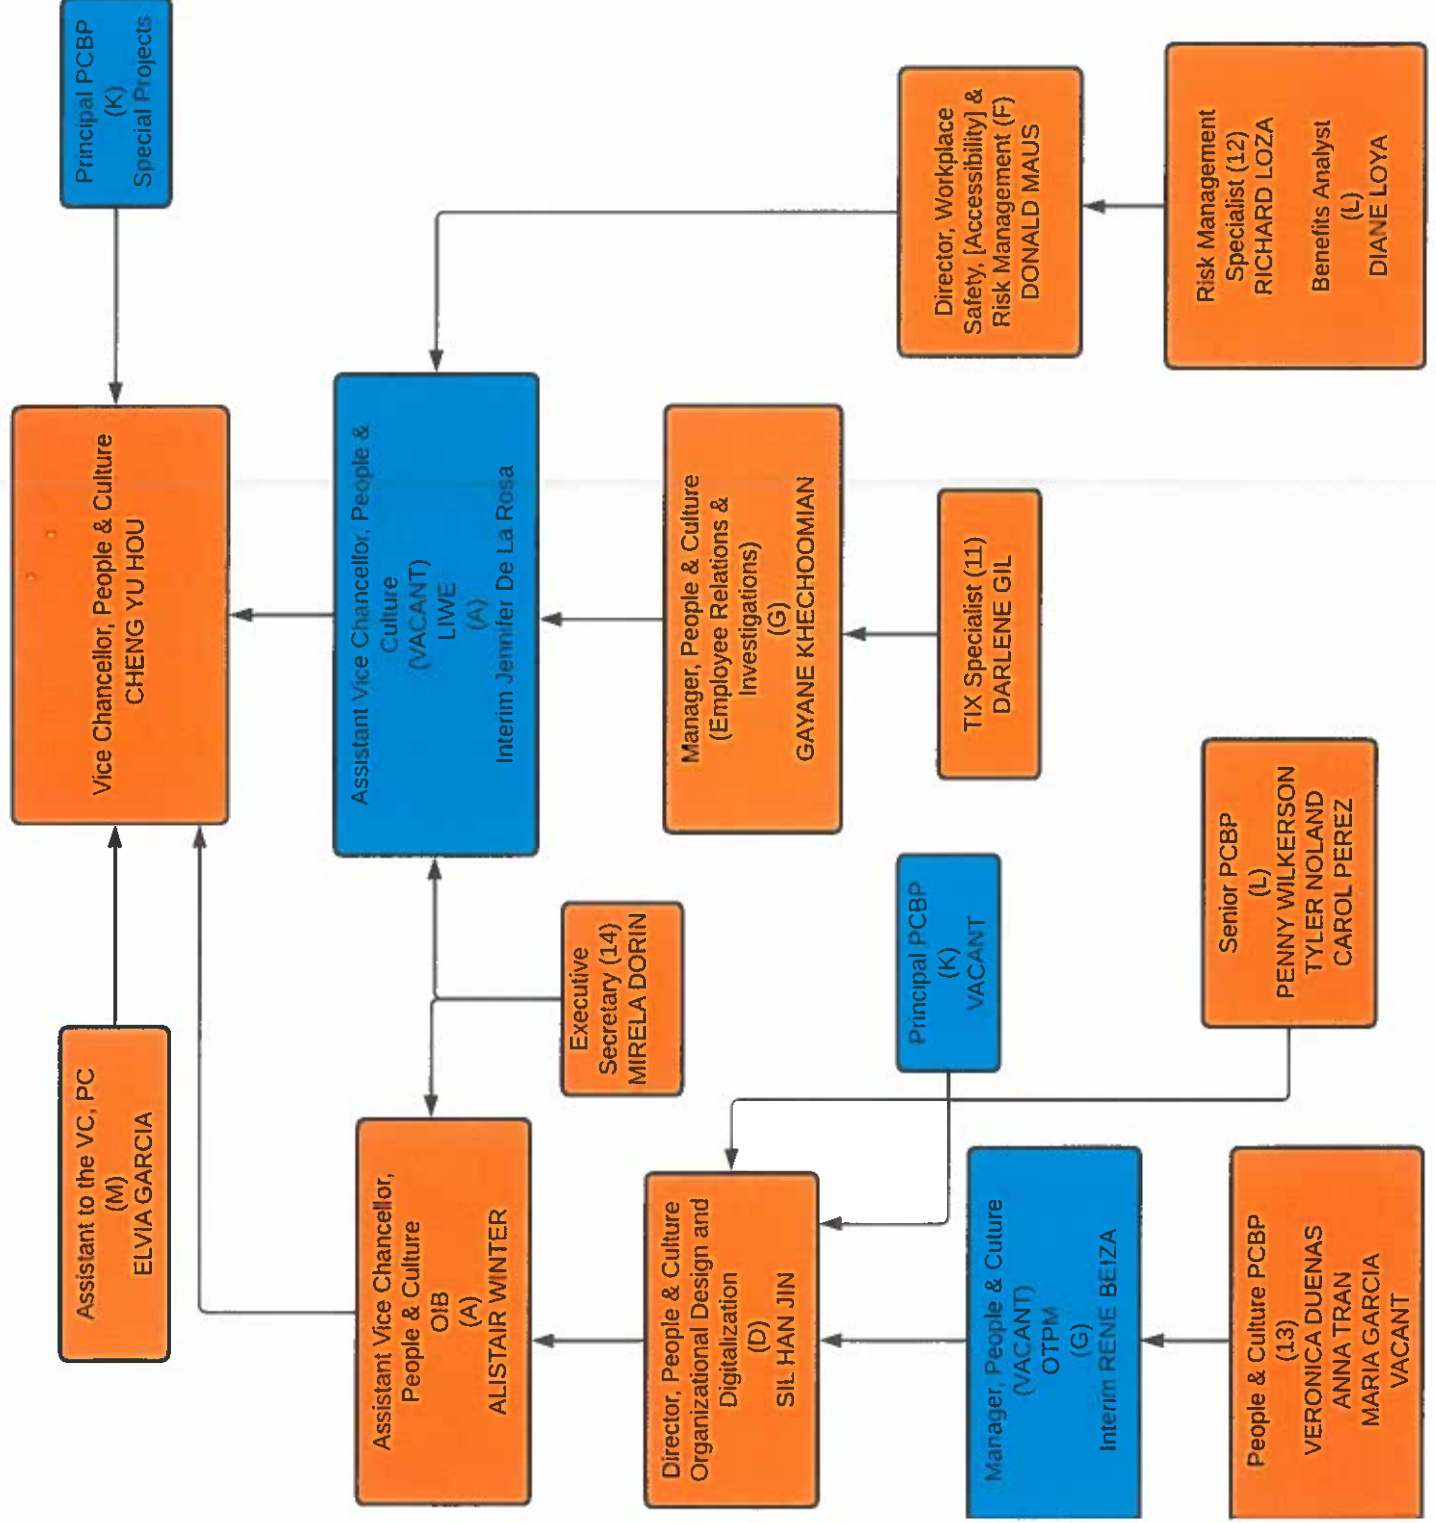 Vice Chancellor, People & Culture
CHENG YU HOU
Assistant to the VC, PC
(M)
ELVIA GARCIA
Principal PCBP
(K)
Special Projects
Assistant Vice Chancellor,
People & Culture
OIB
(A)
ALISTAIR WINTER
Executive
Secretary (14)
MIRELA DORIN
Assistant Vice Chancellor, People &
Culture
(VACANT)
LIWE
(A)
Interim Jennifer De La Rosa
Director, People & Culture
Organizational Design and
Digitalization
(D)
SIL HAN JIN
Manager, People & Culture
(Employee Relations &
Investigations)
(G)
GAYANE KHECHOOMIAN
Director, Workplace
Safety, [Accessibility] &
Risk Management (F)
DONALD MAUS
Manager, People & Cuture
(VACANT)
OTPM
(G)
Interim RENE BEIZA
Principal PCBP
(K)
VACANT
TIX Specialist (11)
DARLENE GIL
Risk Management
Specialist (12)
RICHARD LOZA
Benefits Analyst
(L)
DIANE LOYA
People & Culture PCBP
(13)
VERONICA DUENAS
ANNA TRAN
MARIA GARCIA
VACANT
Senior PCBP
(L)
PENNY WILKERSON
TYLER NOLAND
CAROL PEREZ